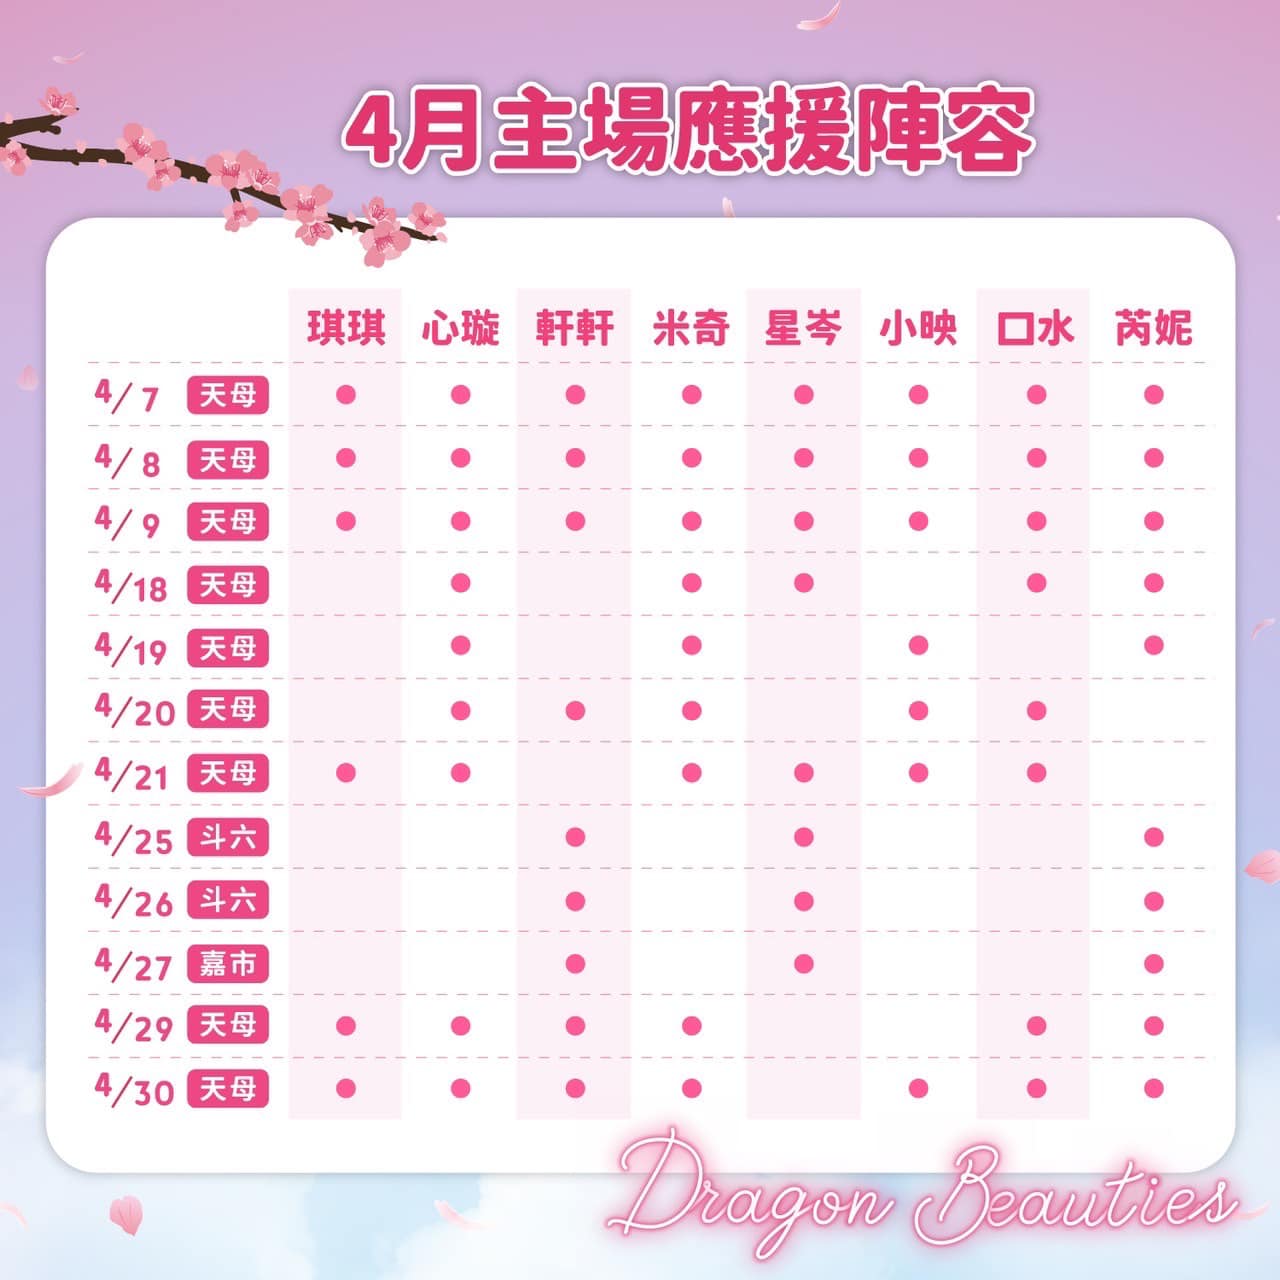 4月主場應援陣容
琪琪 心璇 軒軒 米奇 星岑 小映 口水 芮妮
4/7 天母 ● ● ● ● ● ● ● ●
4/8 天母 ● ● ● ● ● ● ● ●
4/9 天母 ● ● ● ● ● ● ● ●
4/18 天母 ● ● ● ● ●
4/19 天母 ● ● ● ●
4/20 天母 ● ● ● ● ●
4/21 天母 ● ● ● ● ● ●
4/25 斗六 ● ● ●
4/26 斗六 ● ● ●
4/27 嘉市 ● ● ●
4/29 天母 ● ● ● ● ● ●
4/30 天母 ● ● ● ● ● ● ●
Dragon Beauties